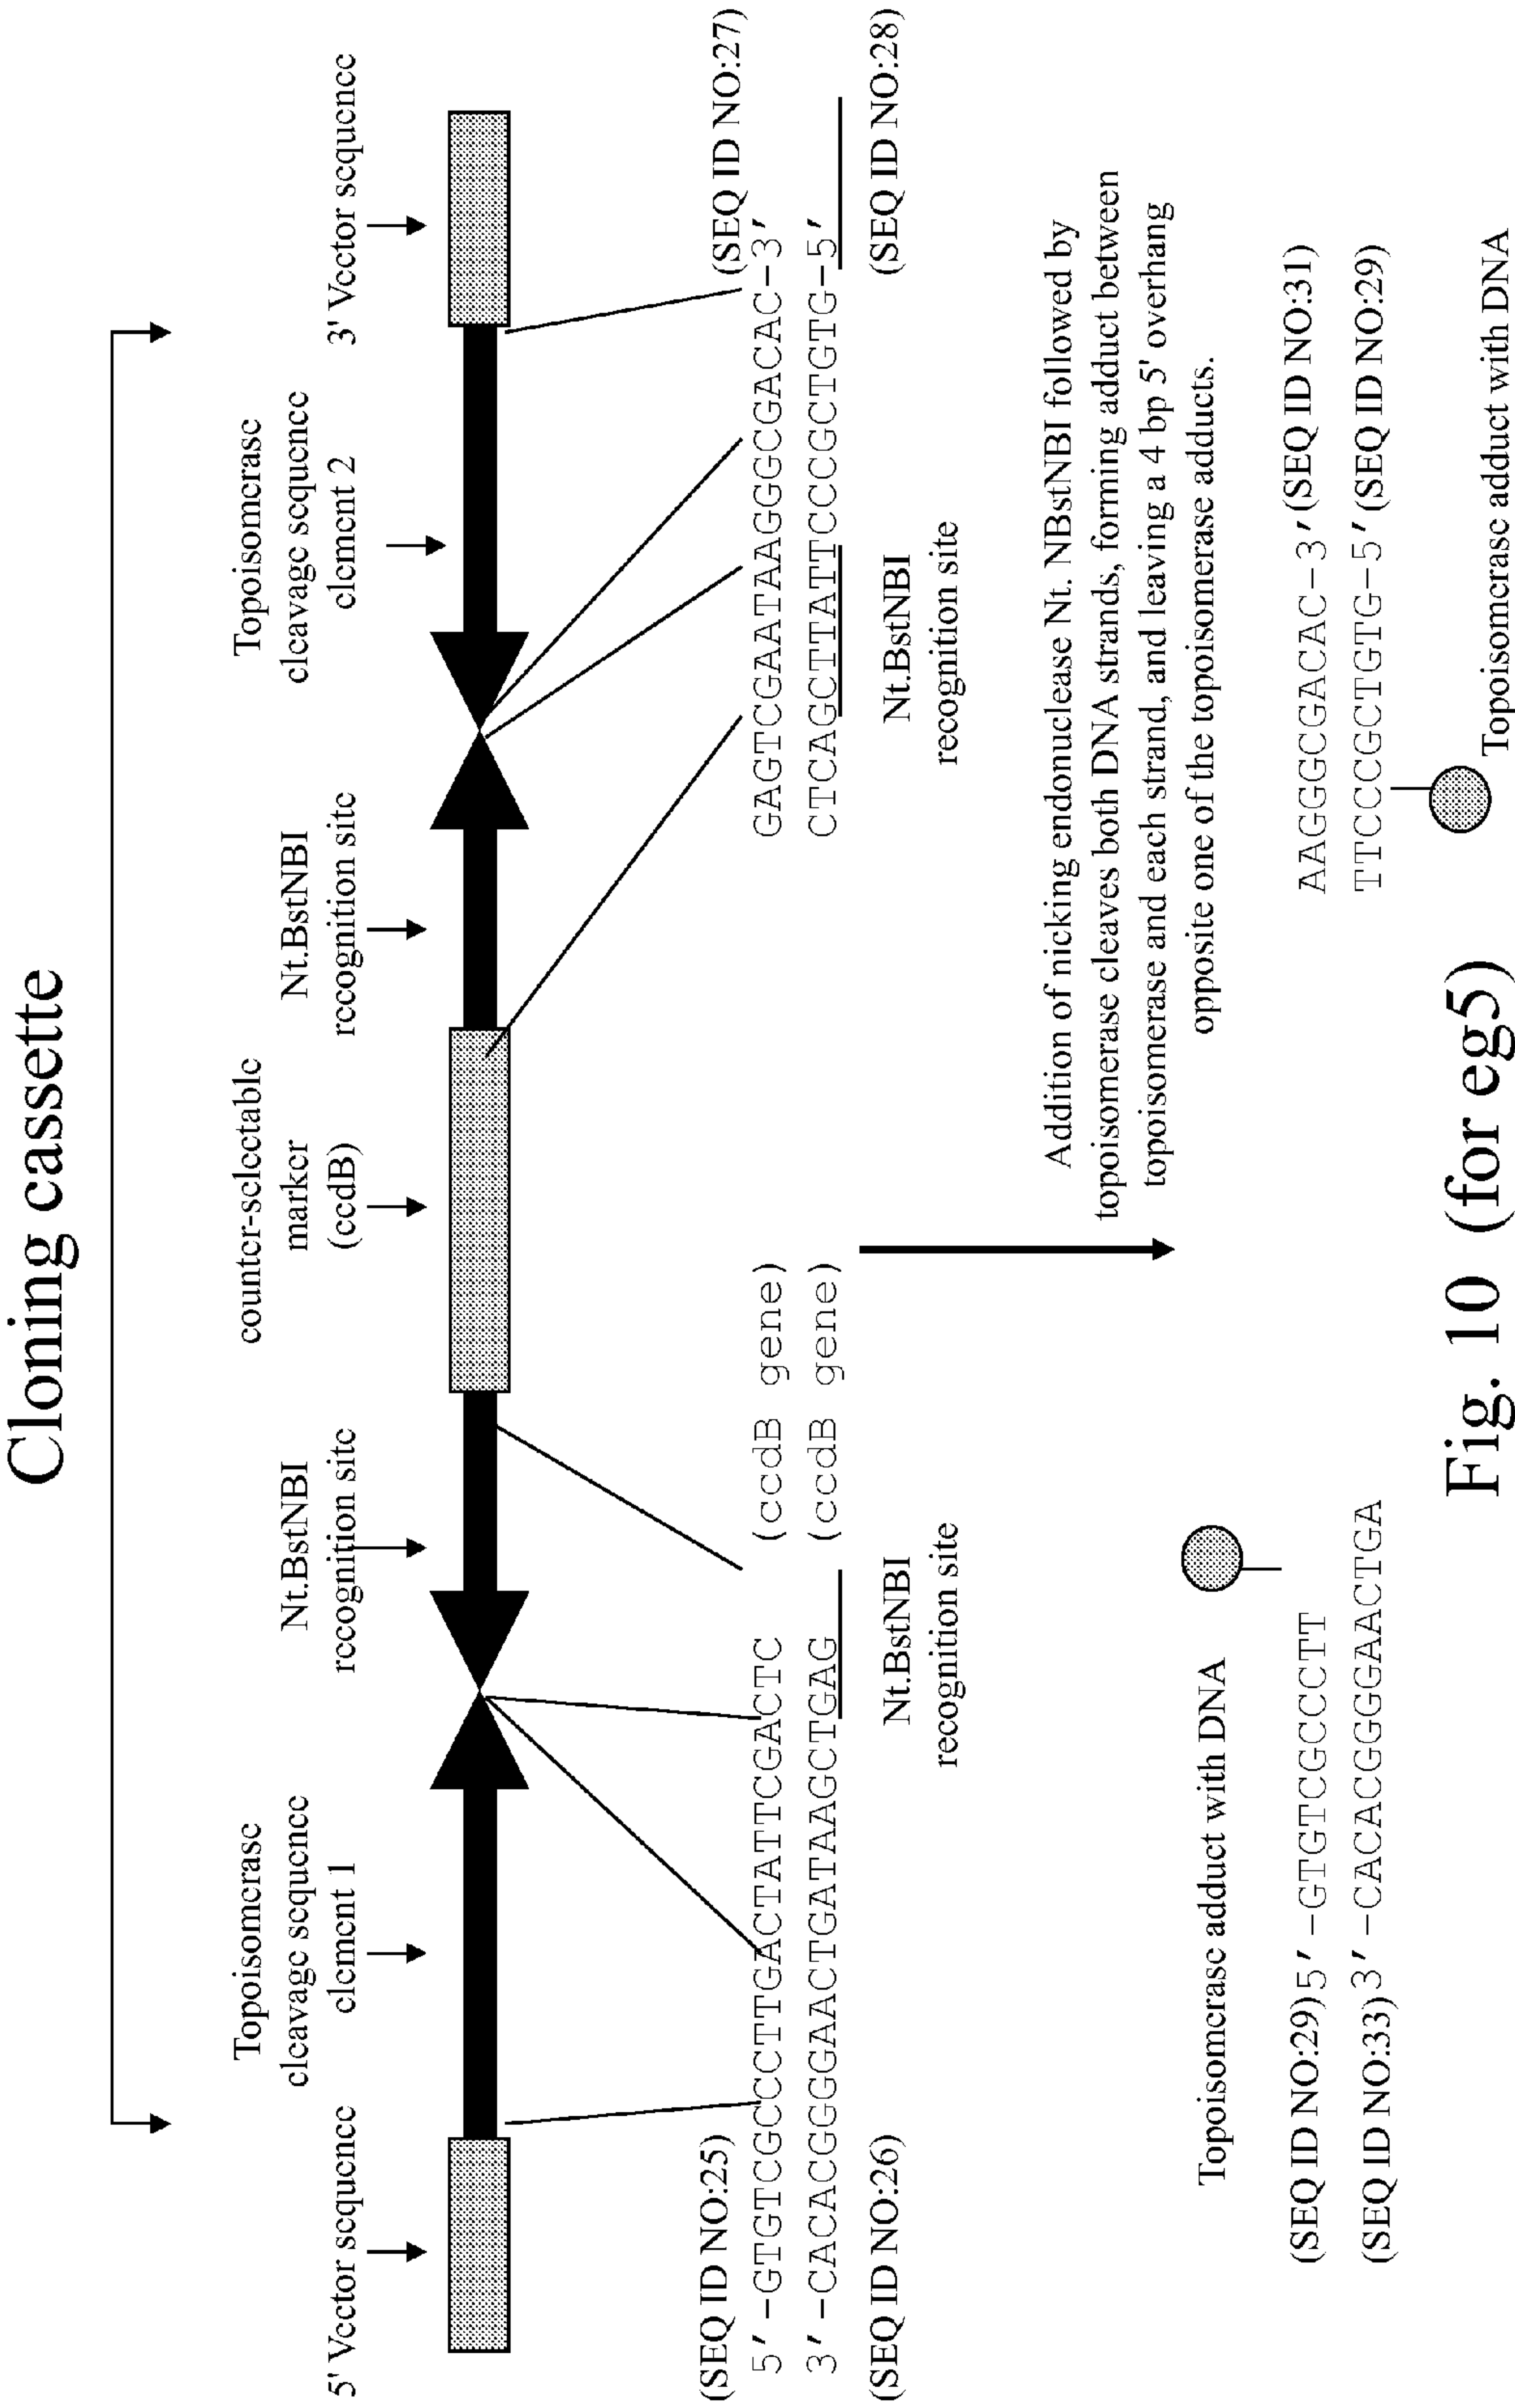 Cloning cassette
5' Vector sequence
Topoisomerase
cleavage sequence
element 1
Nt.BstNBI
recognition site
counter-selectable
marker
(ccdB)
Nt.BstNBI
recognition site
Topoisomerase
cleavage sequence
element 2
3' Vector sequence
(SEQ ID NO:25)
5'-GTGTCGCCCTTGACTATTCGACTC (ccdB gene)
3'-CACACGGGGAACTGATAAGCTGAG (ccdB gene)
(SEQ ID NO:26)
Nt.BstNBI
recognition site
(SEQ ID NO:27)
GAGTCGAATAAGGGCGACAC-3'
CTCAGCTTATTCCCGCTGTG-5'
(SEQ ID NO:28)
Nt.BstNBI
recognition site
Addition of nicking endonuclease Nt. NBstNBI followed by
topoisomerase cleaves both DNA strands, forming adduct between
topoisomerase and each strand, and leaving a 4 bp 5' overhang
opposite one of the topoisomerase adducts.
Topoisomerase adduct with DNA
(SEQ ID NO:29)5'-GTGTCGCCCTT
(SEQ ID NO:33)3'-CACACGGGGAACTGA
AAGGGCGACAC-3'(SEQ ID NO:31)
TTCCCGCTGTG-5'(SEQ ID NO:29)
Topoisomerase adduct with DNA
Fig. 10 (for eg5)